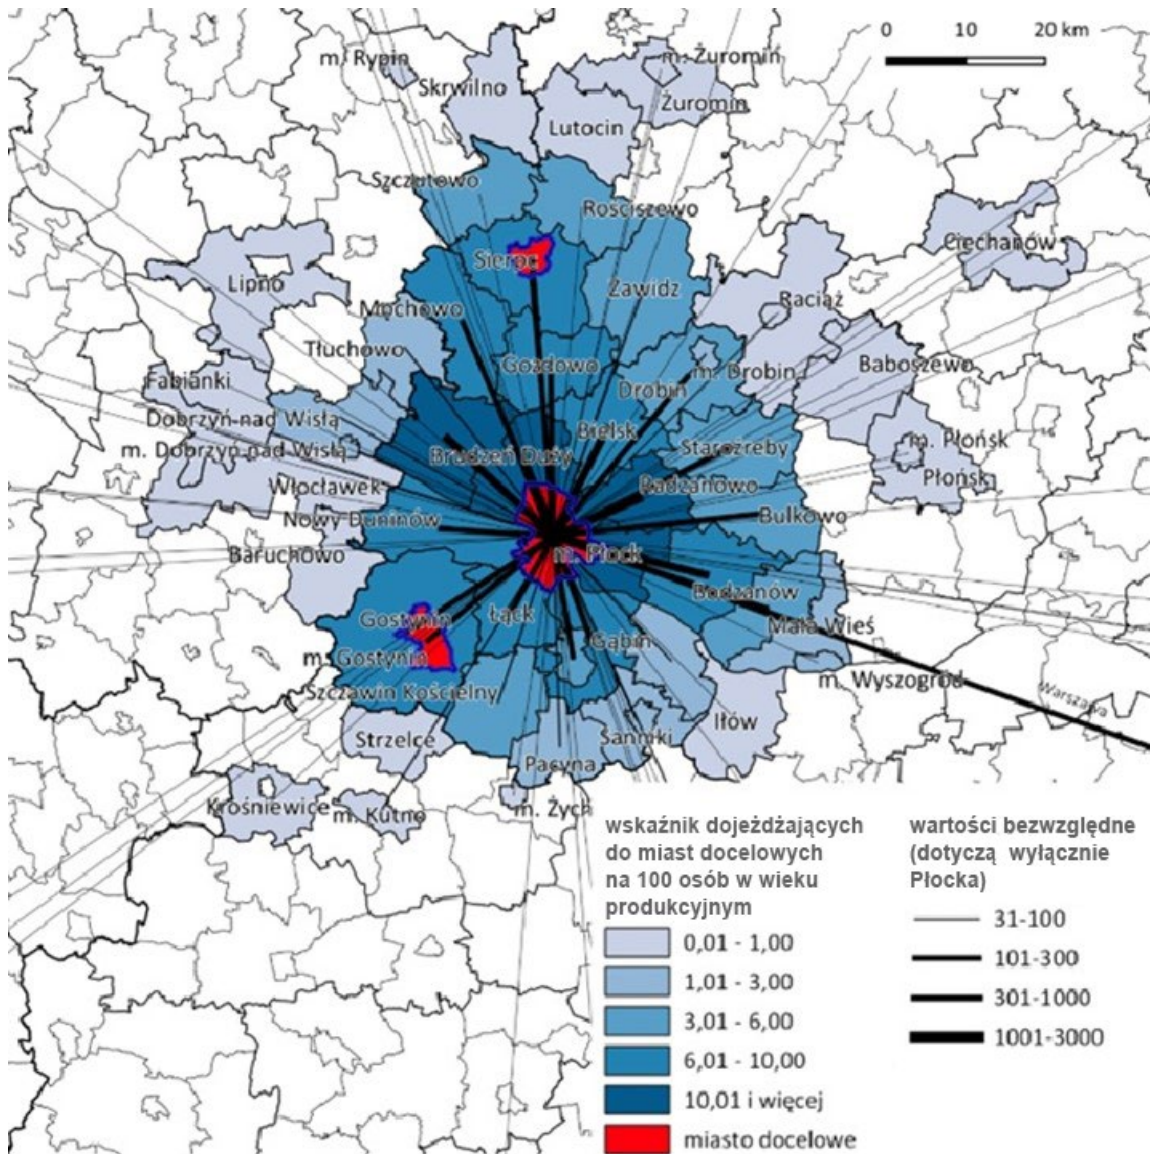 0 10 20 km
m. Rypin
Skrwilno
m. Żuromin
Żuromin
Lutocin
Szczutowo
Rościszewo
Ciechanów
Sierpc
Lipno
Zawidz
Raciąż
Mochowo
Tłuchowo
Gozdowo
m. Drobin
Baboszewo
Fabianki
Drobin
Dobrzyń nad Wisłą
Bielsk
Staroźreby
m. Płońsk
m. Dobrzyń nad Wisłą
Brudzeń Duży
Płońsk
Włocławek
Radzanowo
Nowy Duninów
Bulkowo
Baruchowo
m. Płock
Bodzanów
Gostynin
Łąck
Gąbin
Mała Wieś
m. Gostynin
m. Wyszogród
Szczawin Kościelny
Warszawa
Strzelce
Sanniki
Iłów
Pacyna
Krośniewice
m. Kutno
m. Żych
wskaźnik dojeżdżających
do miast docelowych
na 100 osób w wieku
produkcyjnym
0,01 - 1,00
1,01 - 3,00
3,01 - 6,00
6,01 - 10,00
10,01 i więcej
miasto docelowe
wartości bezwzględne
(dotyczą wyłącznie
Płocka)
31-100
101-300
301-1000
1001-3000